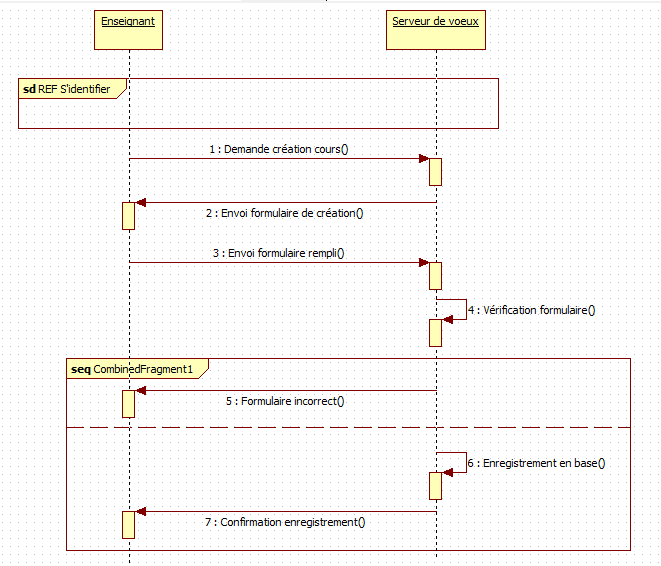 Enseignant
Serveur de voeux
sd REF S'identifier
1 : Demande création cours()
2 : Envoi formulaire de création()
3 : Envoi formulaire rempli()
4 : Vérification formulaire()
seq CombinedFragment1
5 : Formulaire incorrect()
6 : Enregistrement en base()
7 : Confirmation enregistrement()